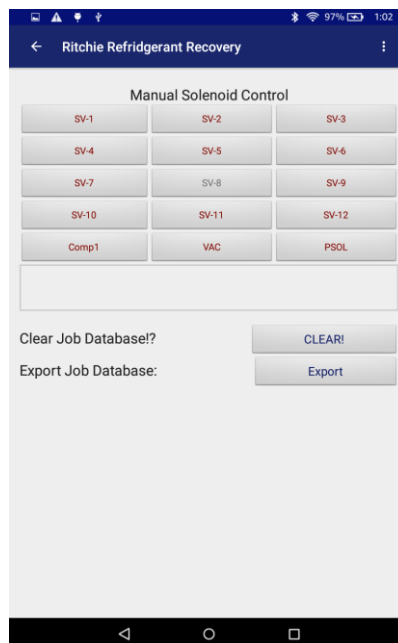 97% 1:02
Ritchie Refridgerant Recovery
Manual Solenoid Control
SV-1 SV-2 SV-3
SV-4 SV-5 SV-6
SV-7 SV-8 SV-9
SV-10 SV-11 SV-12
Comp1 VAC PSOL
Clear Job Database!? CLEAR!
Export Job Database: Export